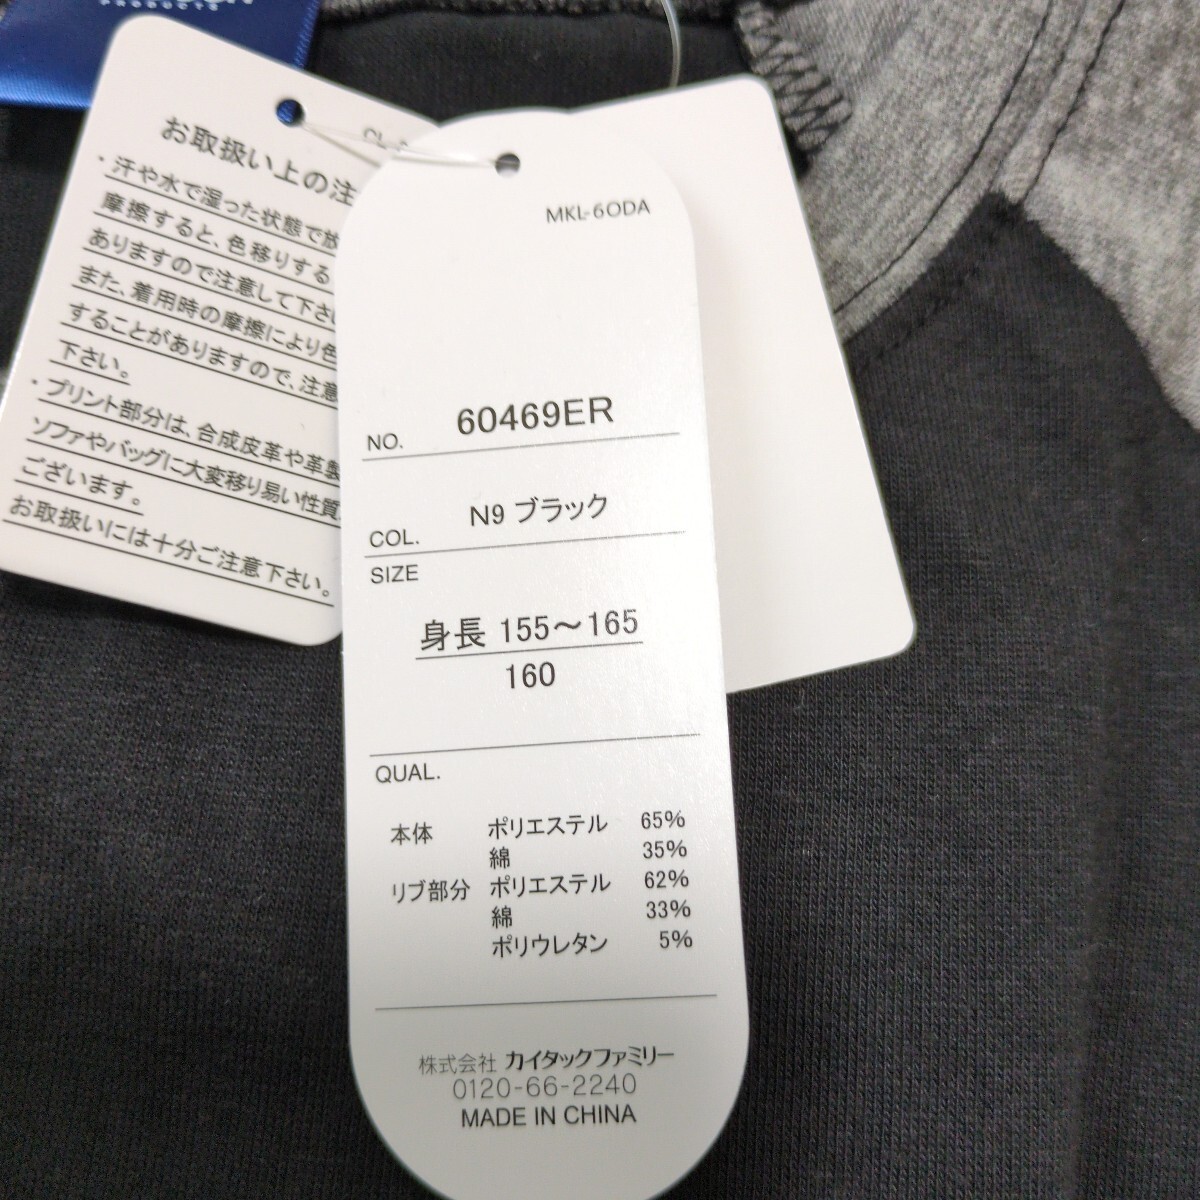 PRODUCTS
お取扱い上の注
・汗や水で湿った状態で放
摩擦すると、色移りする
ありますので注意して下さい
また、着用時の摩擦により色
することがありますので、注意
下さい。
・プリント部分は、合成皮革や革製
ソファやバッグに大変移り易い性質
ございます。
お取扱いには十分ご注意下さい。
MKL-6ODA
NO. 60469ER
COL. N9 ブラック
SIZE
身長 155～165
160
QUAL.
本体 ポリエステル 65%
綿 35%
リブ部分 ポリエステル 62%
綿 33%
ポリウレタン 5%
株式会社 カイタックファミリー
0120-66-2240
MADE IN CHINA